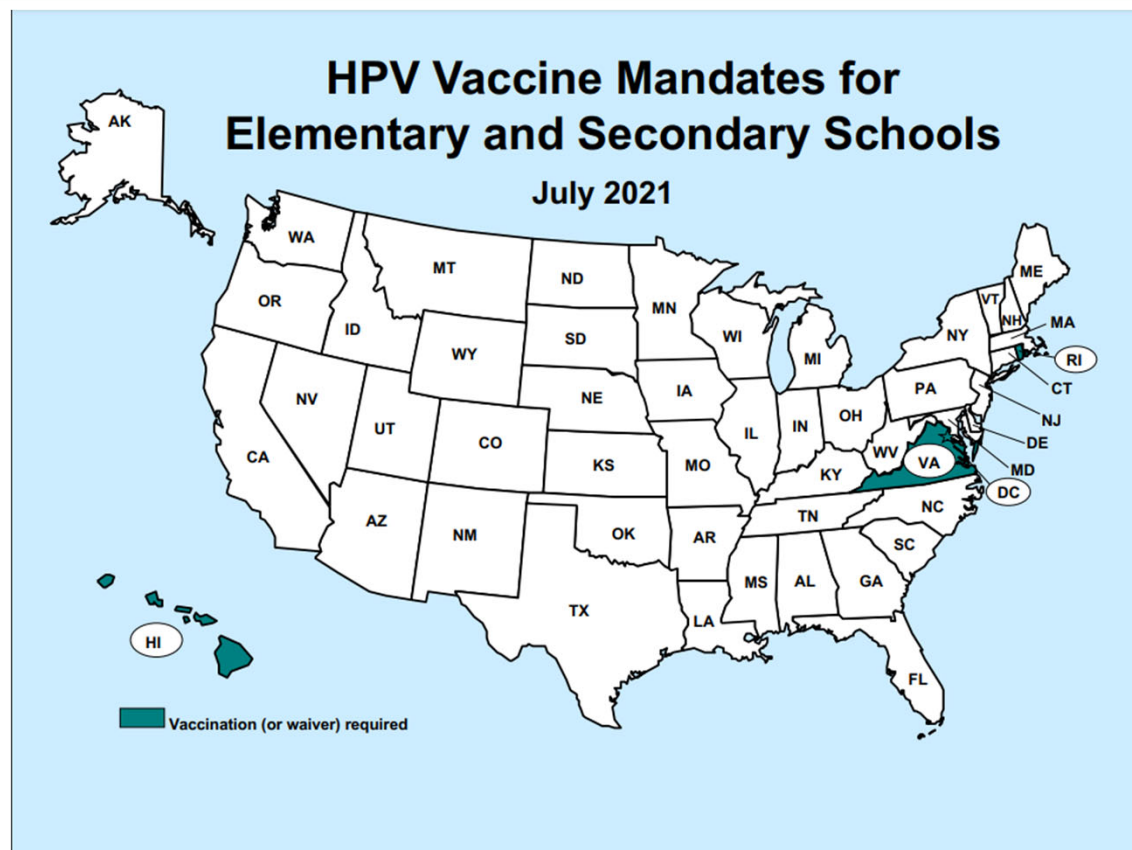 HPV Vaccine Mandates for
Elementary and Secondary Schools
July 2021
AK
WA
MT
ND
MN
ME
VT
NH
OR
ID
WY
SD
WI
MI
NY
MA
RI
CT
NV
UT
NE
IA
PA
NJ
CA
CO
KS
MO
IL
IN
OH
WV
VA
DE
MD
DC
KY
AZ
NM
OK
AR
TN
NC
SC
MS
AL
GA
TX
LA
FL
HI
Vaccination (or waiver) required